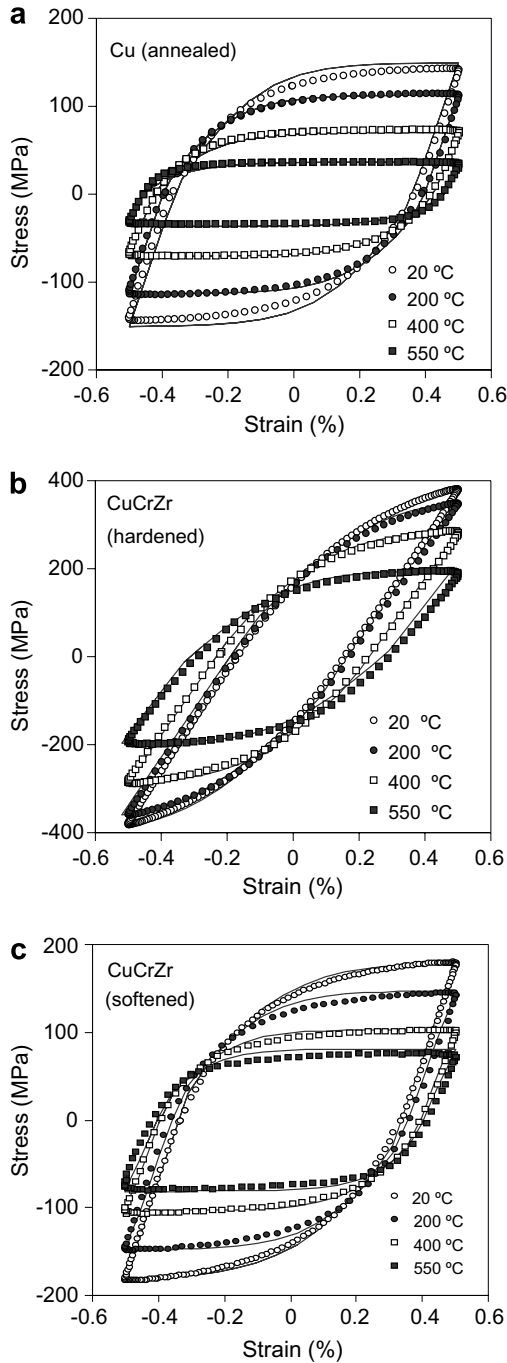 a
Cu (annealed)
200
100
0
-100
-200
Stress (MPa)
20 ºC
200 ºC
400 ºC
550 ºC
-0.6 -0.4 -0.2 0 0.2 0.4 0.6
Strain (%)
b
CuCrZr
(hardened)
400
200
0
-200
-400
Stress (MPa)
20 ºC
200 ºC
400 ºC
550 ºC
-0.6 -0.4 -0.2 0 0.2 0.4 0.6
Strain (%)
c
CuCrZr
(softened)
200
100
0
-100
-200
Stress (MPa)
20 ºC
200 ºC
400 ºC
550 ºC
-0.6 -0.4 -0.2 0 0.2 0.4 0.6
Strain (%)